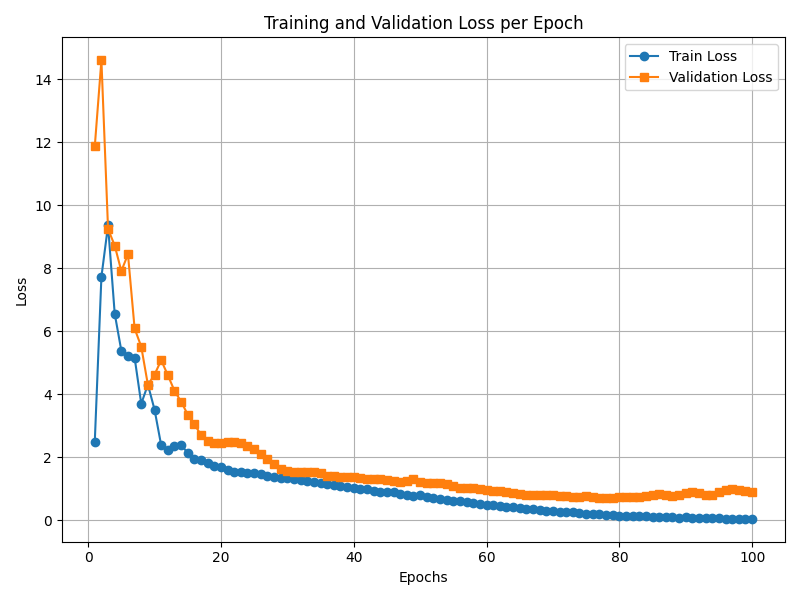 Training and Validation Loss per Epoch
Train Loss
Validation Loss
14
12
10
8
6
4
2
0
Loss
0 20 40 60 80 100
Epochs